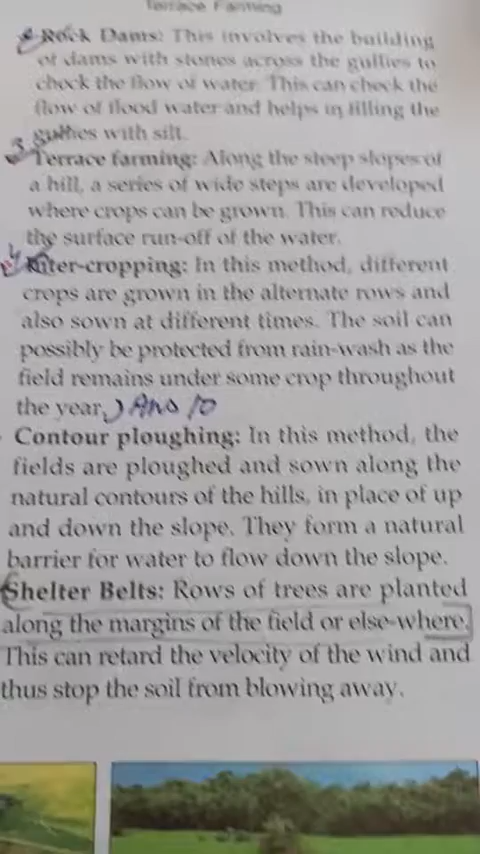 Terrace Farming
Rock Dams: This involves the building
of dams with stones across the gullies to
check the flow of water. This can check the
flow of flood water and helps in filling the
gullies with silt.
3
Terrace farming: Along the steep slopes of
a hill, a series of wide steps are developed
where crops can be grown. This can reduce
the surface run-off of the water.
Inter-cropping: In this method, different
crops are grown in the alternate rows and
also sown at different times. The soil can
possibly be protected from rain-wash as the
field remains under some crop throughout
the year.) Ans 10
Contour ploughing: In this method, the
fields are ploughed and sown along the
natural contours of the hills, in place of up
and down the slope. They form a natural
barrier for water to flow down the slope.
Shelter Belts: Rows of trees are planted
along the margins of the field or else-where.
This can retard the velocity of the wind and
thus stop the soil from blowing away.